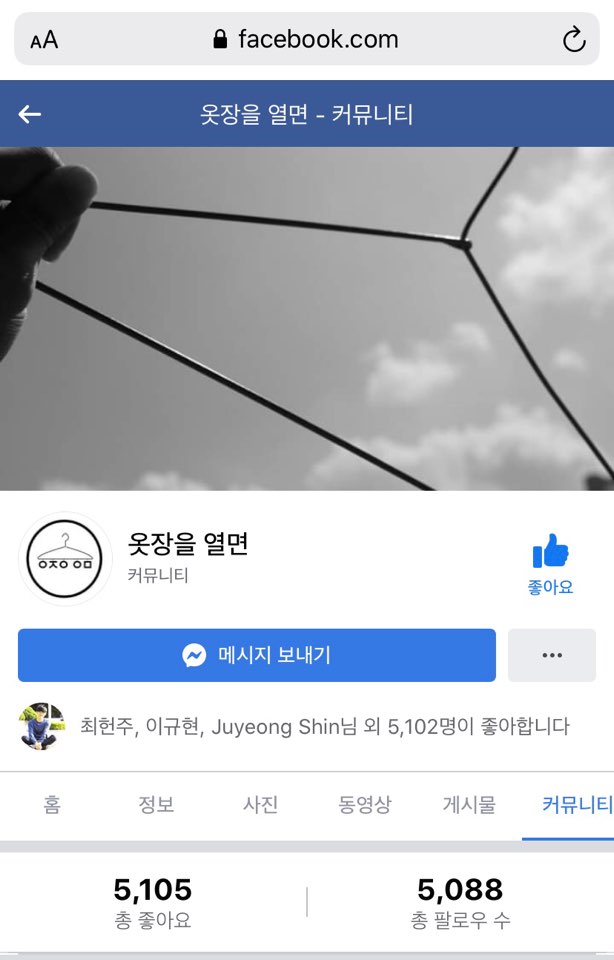 AA facebook.com
옷장을 열면 - 커뮤니티
옷장을 열면
커뮤니티
ㅇㅈㅇ ㅇㅁ
좋아요
메시지 보내기
최헌주, 이규현, Juyeong Shin님 외 5,102명이 좋아합니다
홈 정보 사진 동영상 게시물 커뮤니티
5,105 5,088
총 좋아요 총 팔로우 수